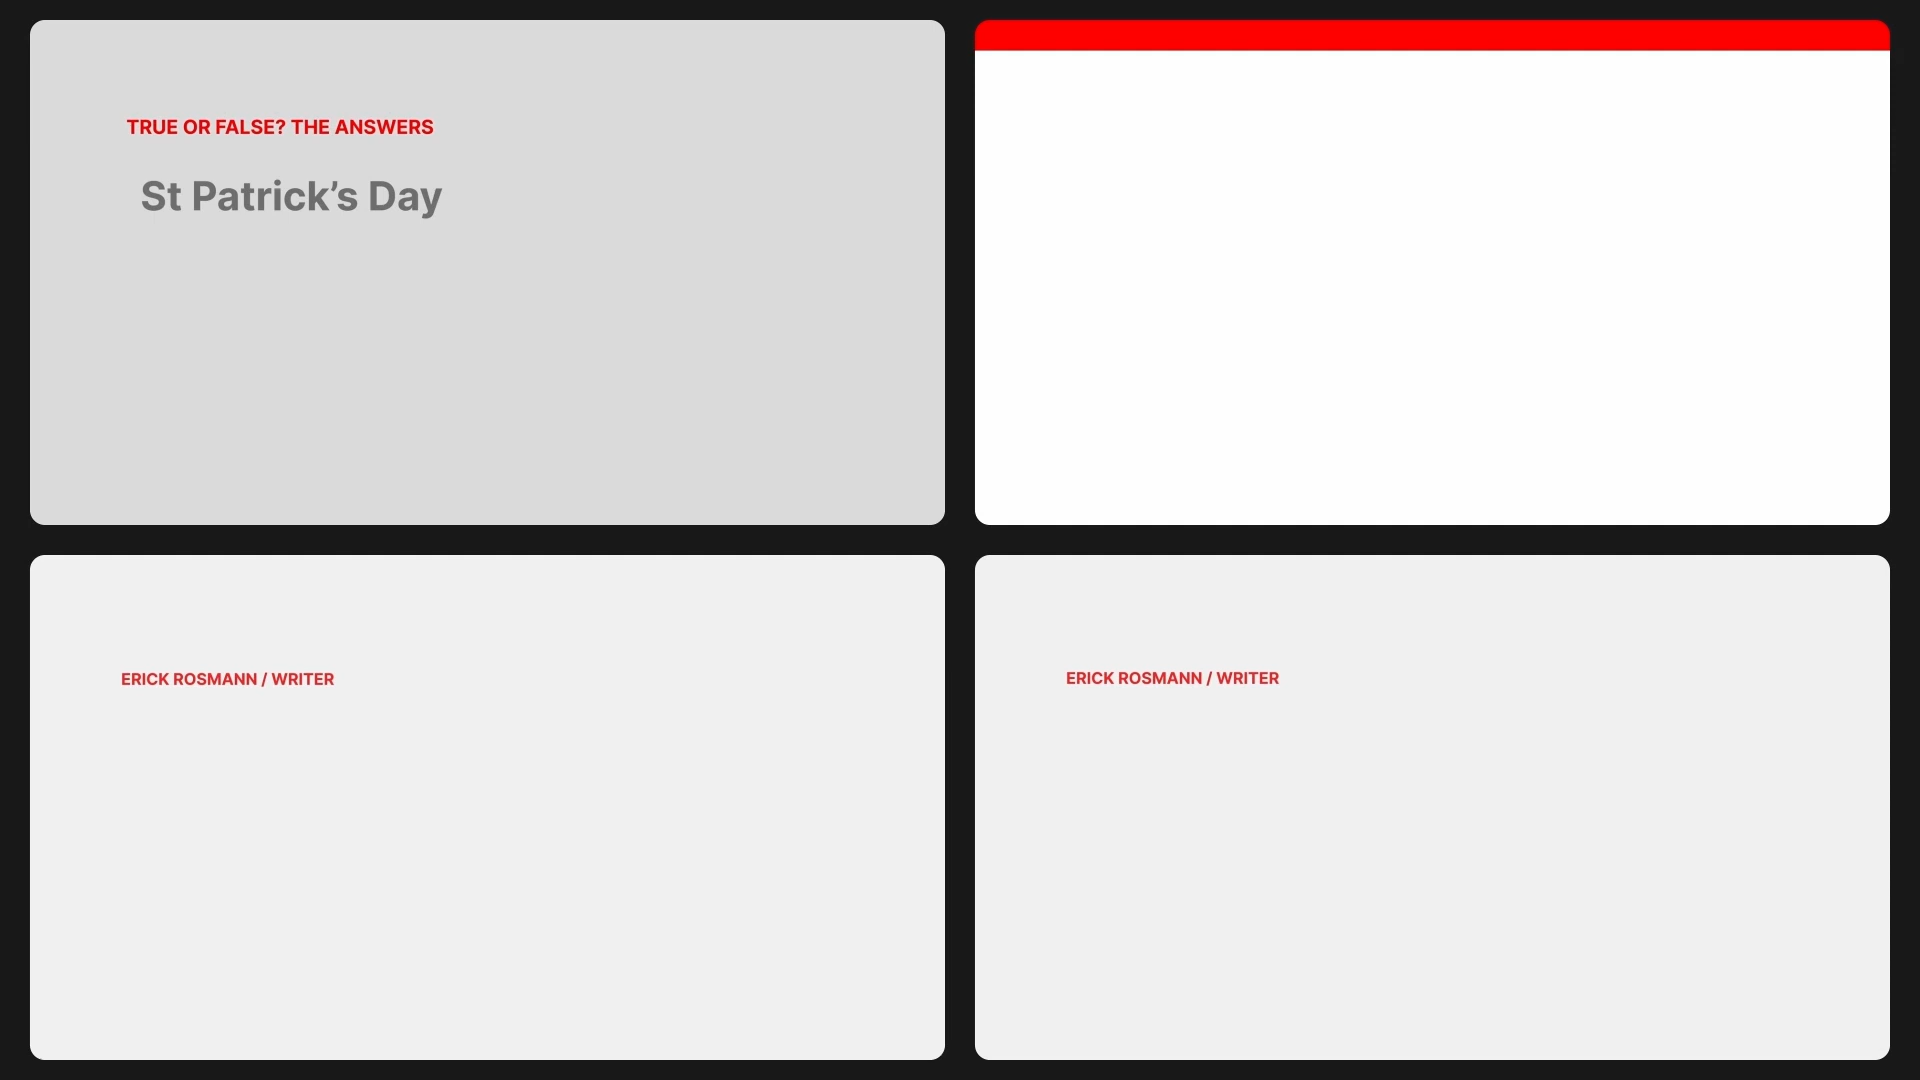 TRUE OR FALSE? THE ANSWERS
St Patrick’s Day
ERICK ROSMANN / WRITER
ERICK ROSMANN / WRITER